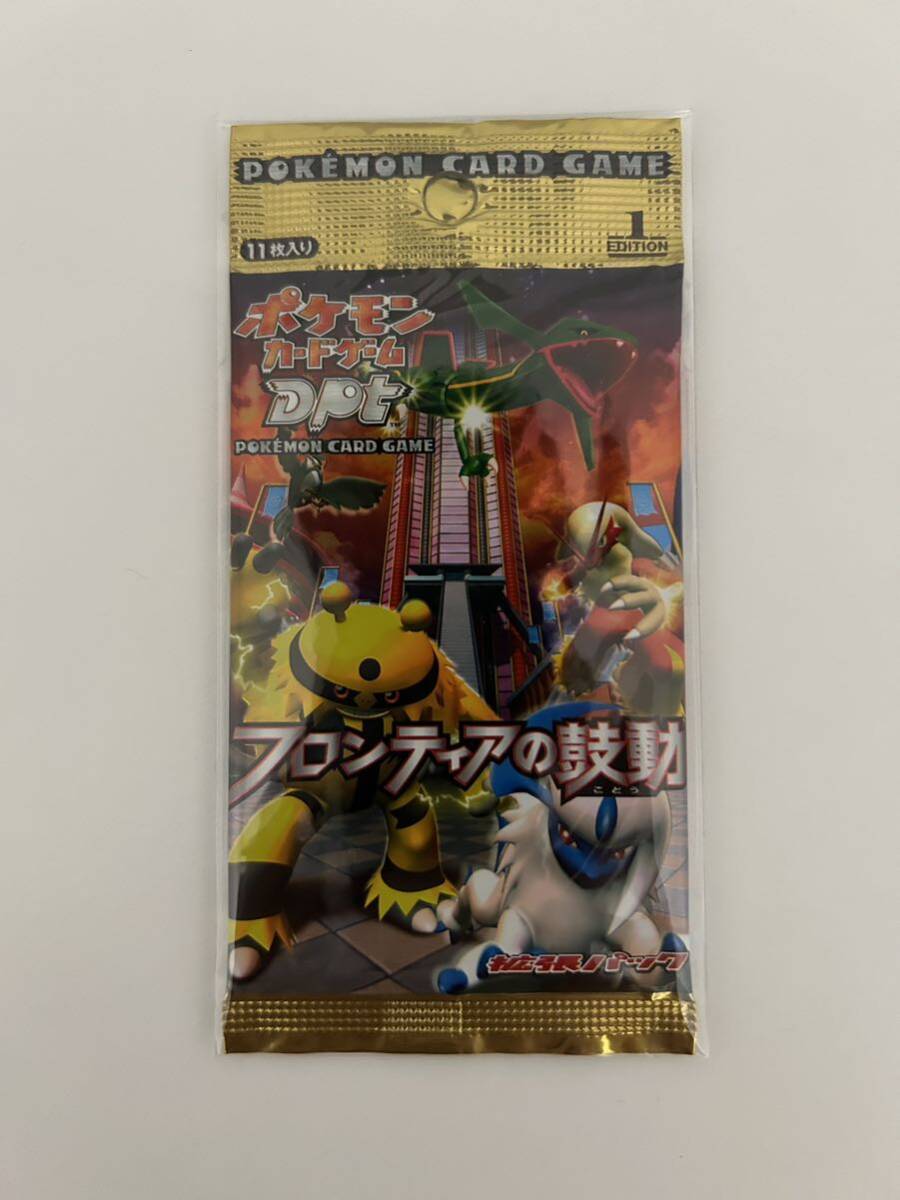 POKÉMON CARD GAME
11枚入り
1
EDITION
ポケモン
カードゲーム
DPt
TM
POKÉMON CARD GAME
フロンティアの鼓動
こどう
拡張パック